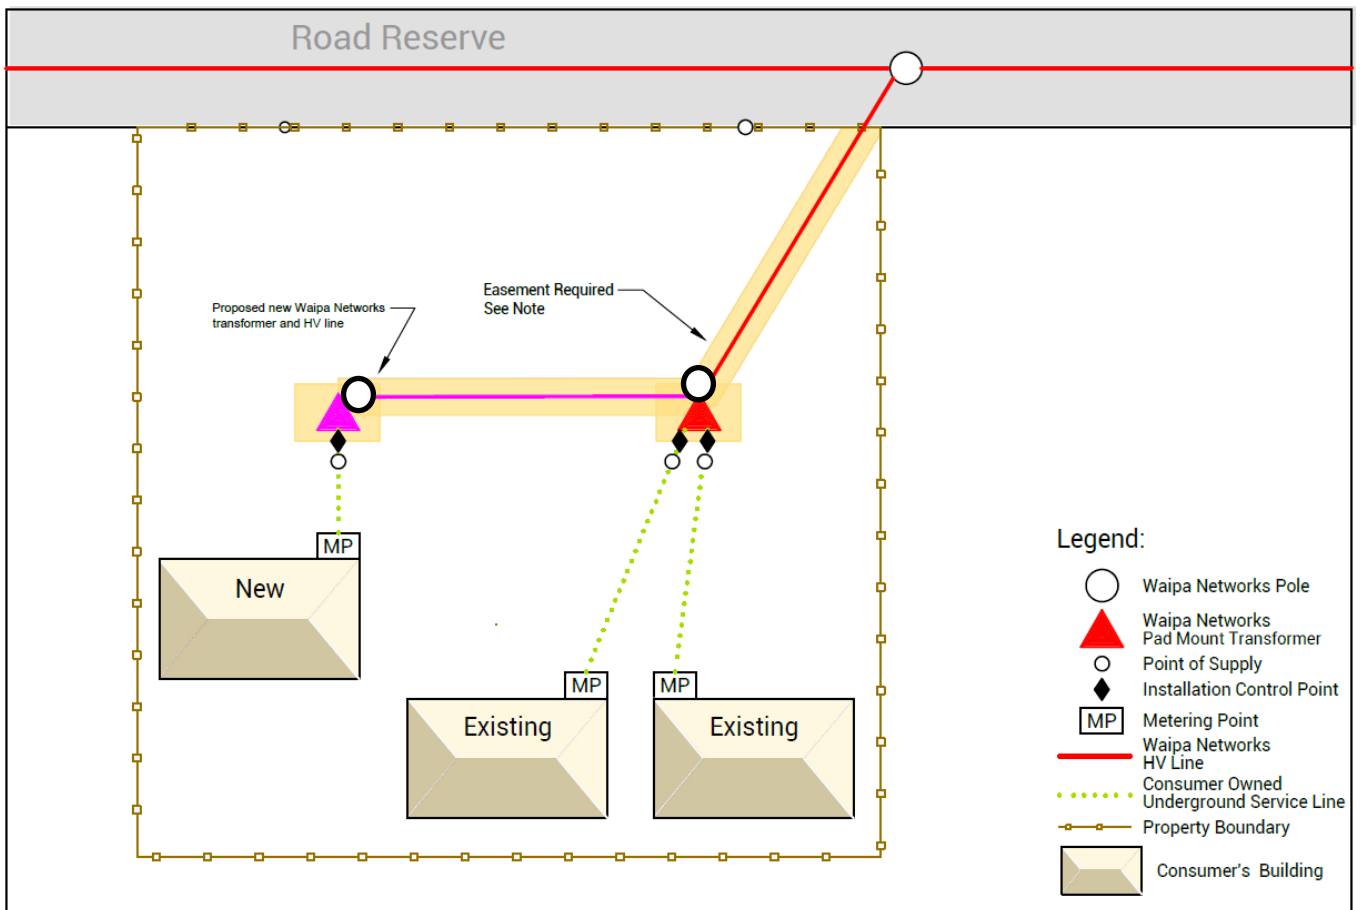 Road Reserve
Easement Required
See Note
Proposed new Waipa Networks
transformer and HV line
MP
New
MP
MP
Existing
Existing
Legend:
Waipa Networks Pole
Waipa Networks
Pad Mount Transformer
Point of Supply
Installation Control Point
MP
Metering Point
Waipa Networks
HV Line
Consumer Owned
Underground Service Line
Property Boundary
Consumer's Building